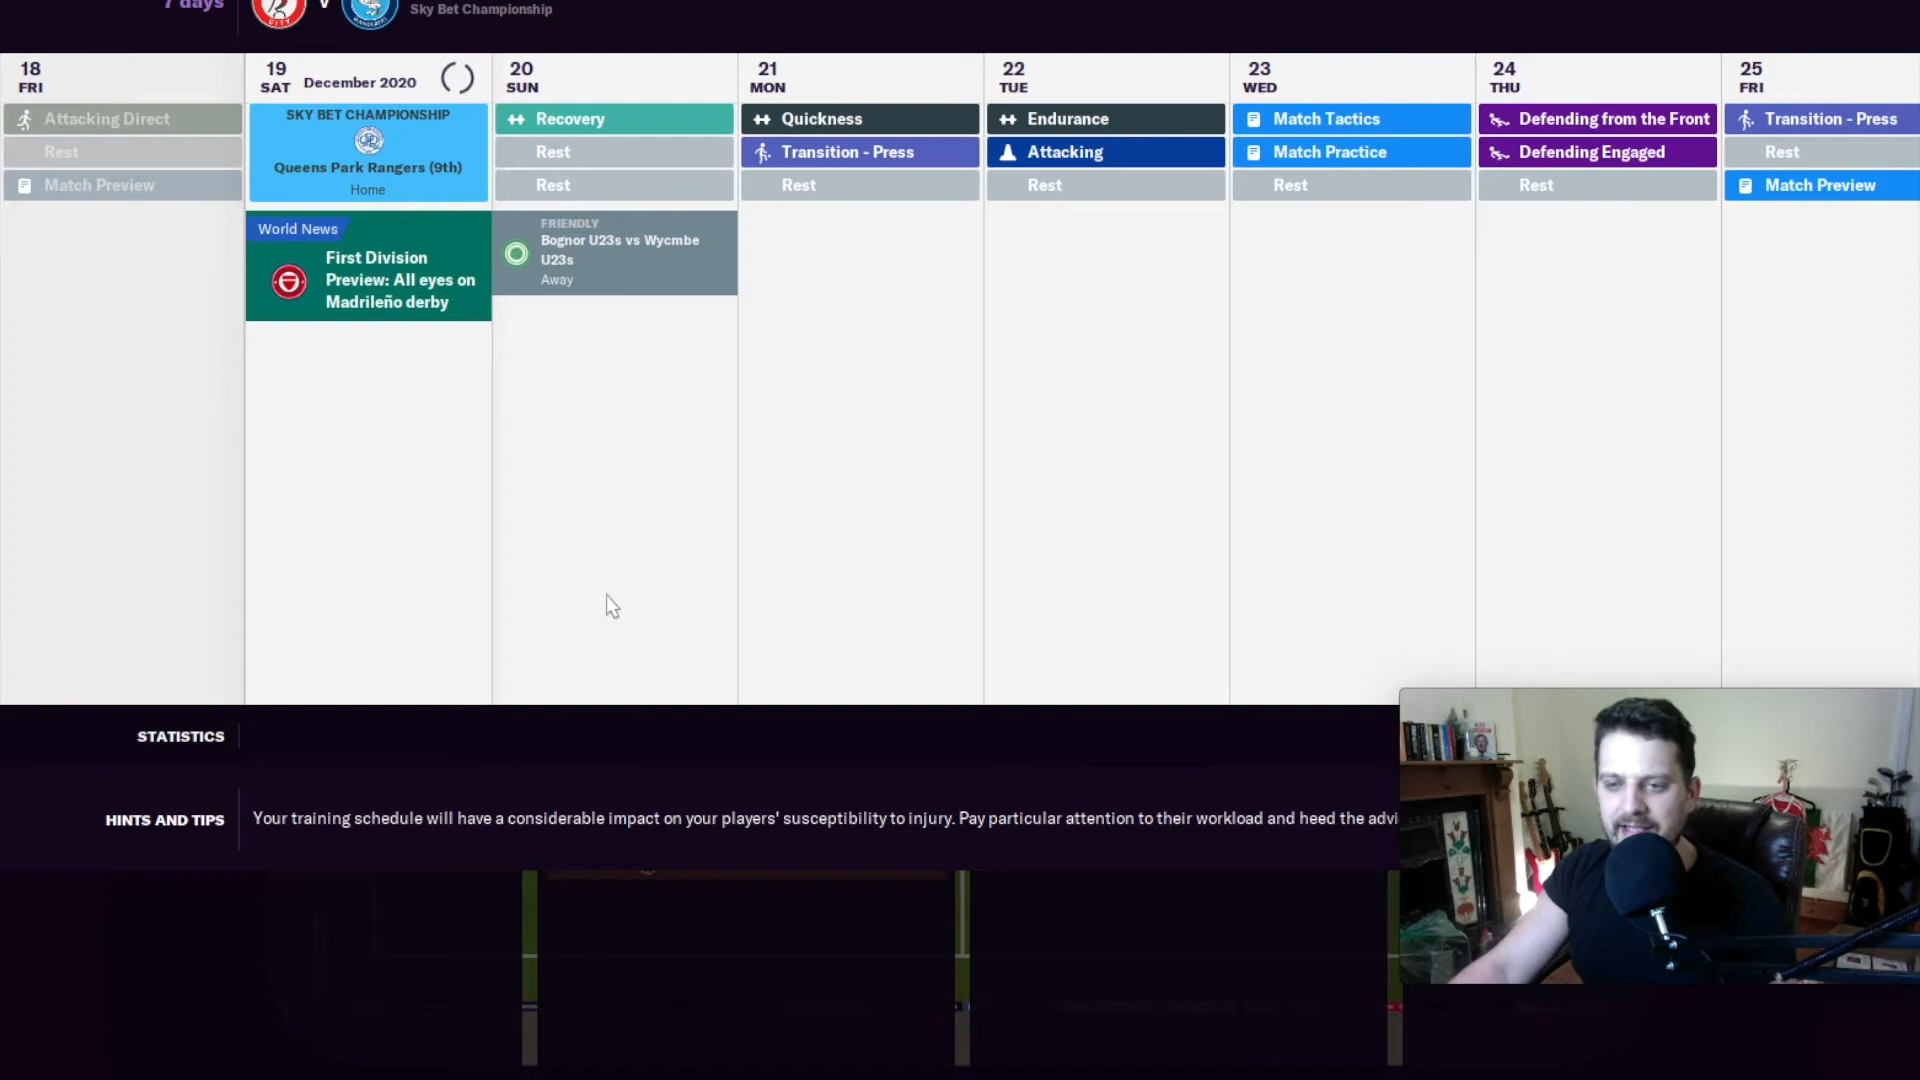 7 days
CITY
V
WANDERERS
Sky Bet Championship
18
FRI
Attacking Direct
Rest
Match Preview
19
SAT
December 2020
SKY BET CHAMPIONSHIP
Queens Park Rangers (9th)
Home
World News
First Division
Preview: All eyes on
Madrileño derby
20
SUN
Recovery
Rest
Rest
FRIENDLY
Bognor U23s vs Wycmbe
U23s
Away
21
MON
Quickness
Transition - Press
Rest
22
TUE
Endurance
Attacking
Rest
23
WED
Match Tactics
Match Practice
Rest
24
THU
Defending from the Front
Defending Engaged
Rest
25
FRI
Transition - Press
Rest
Match Preview
STATISTICS
HINTS AND TIPS
Your training schedule will have a considerable impact on your players' susceptibility to injury. Pay particular attention to their workload and heed the advi